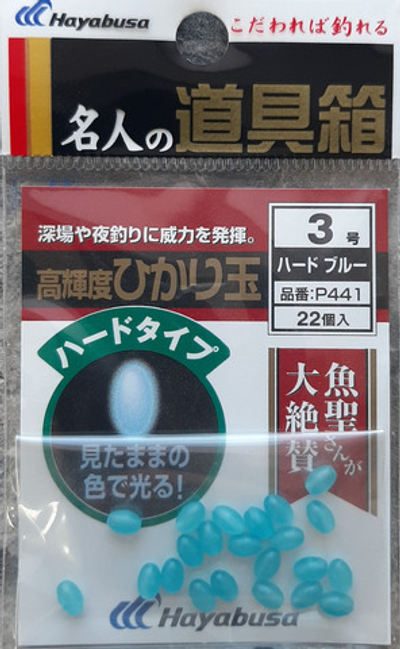 Hayabusa
こだわれば釣れる
名人の道具箱
深場や夜釣りに威力を発揮。
高輝度ひかり玉
3号
ハード ブルー
品番:P441
22個入
ハードタイプ
見たままの
色で光る!
魚聖さんが
大絶賛
Hayabusa